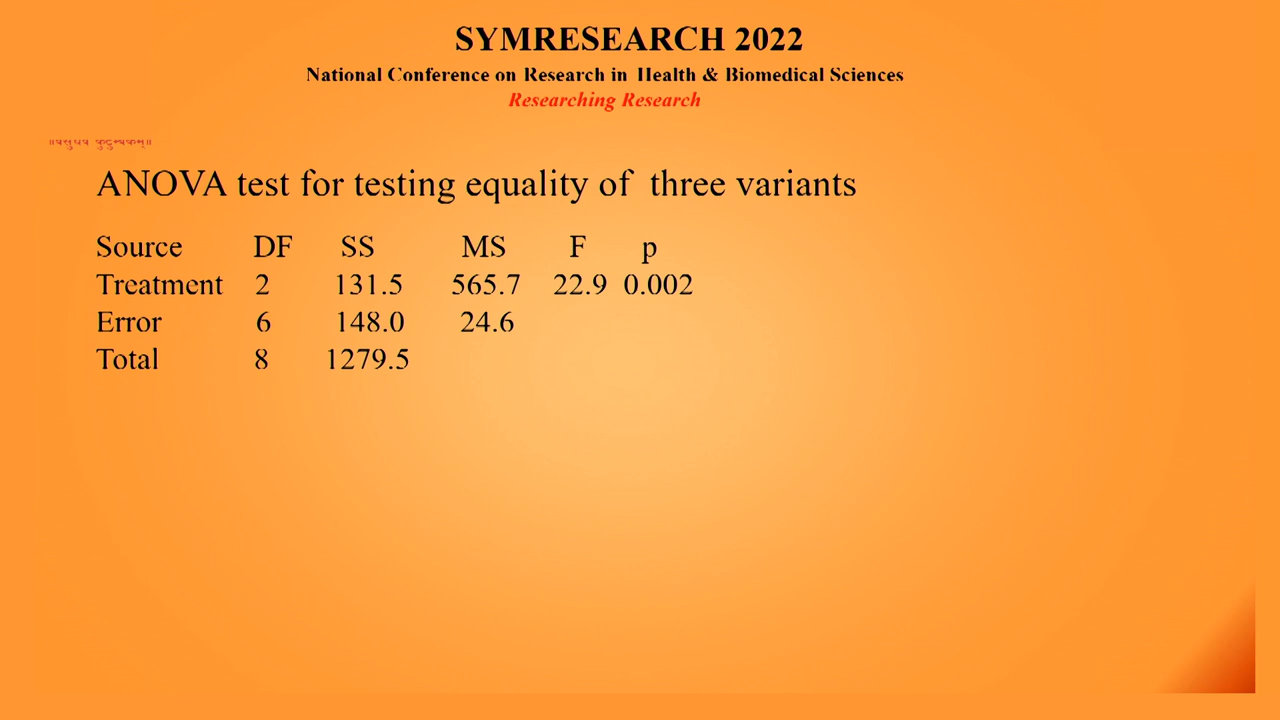 SYMRESEARCH 2022
National Conference on Research in Health & Biomedical Sciences
Researching Research
॥वसुधैव कुटुम्बकम्॥
ANOVA test for testing equality of three variants
Source DF SS MS F p
Treatment 2 131.5 565.7 22.9 0.002
Error 6 148.0 24.6
Total 8 1279.5